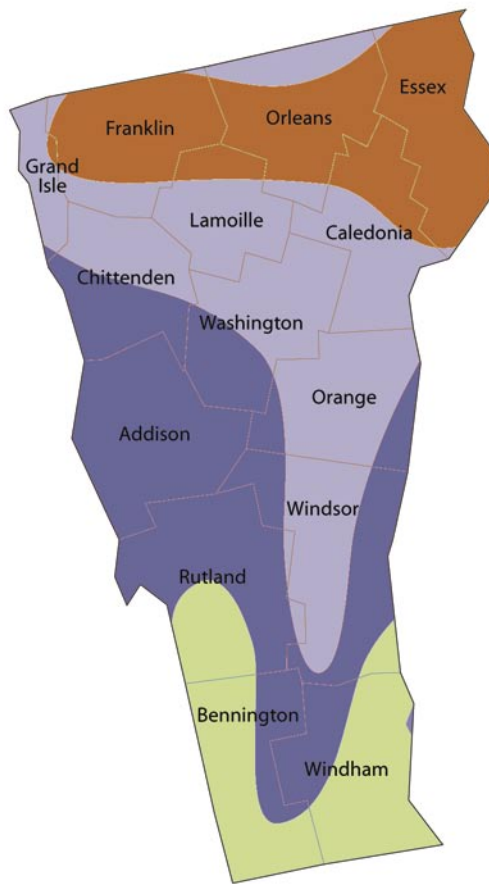 Essex
Orleans
Franklin
Grand
Isle
Lamoille
Caledonia
Chittenden
Washington
Orange
Addison
Windsor
Rutland
Bennington
Windham